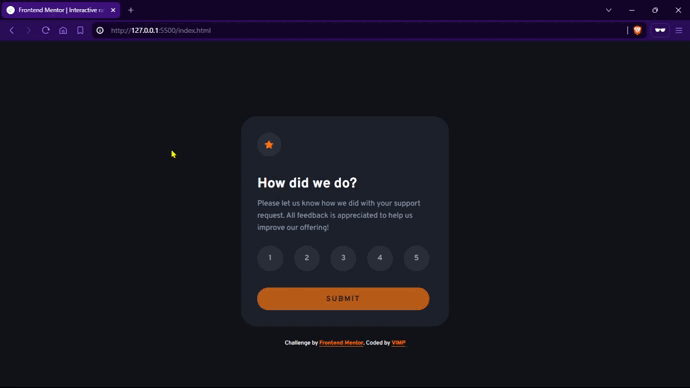 Frontend Mentor | Interactive ra
http://127.0.0.1:5500/index.html
How did we do?
Please let us know how we did with your support
request. All feedback is appreciated to help us
improve our offering!
1 2 3 4 5
SUBMIT
Challenge by Frontend Mentor. Coded by VIMP